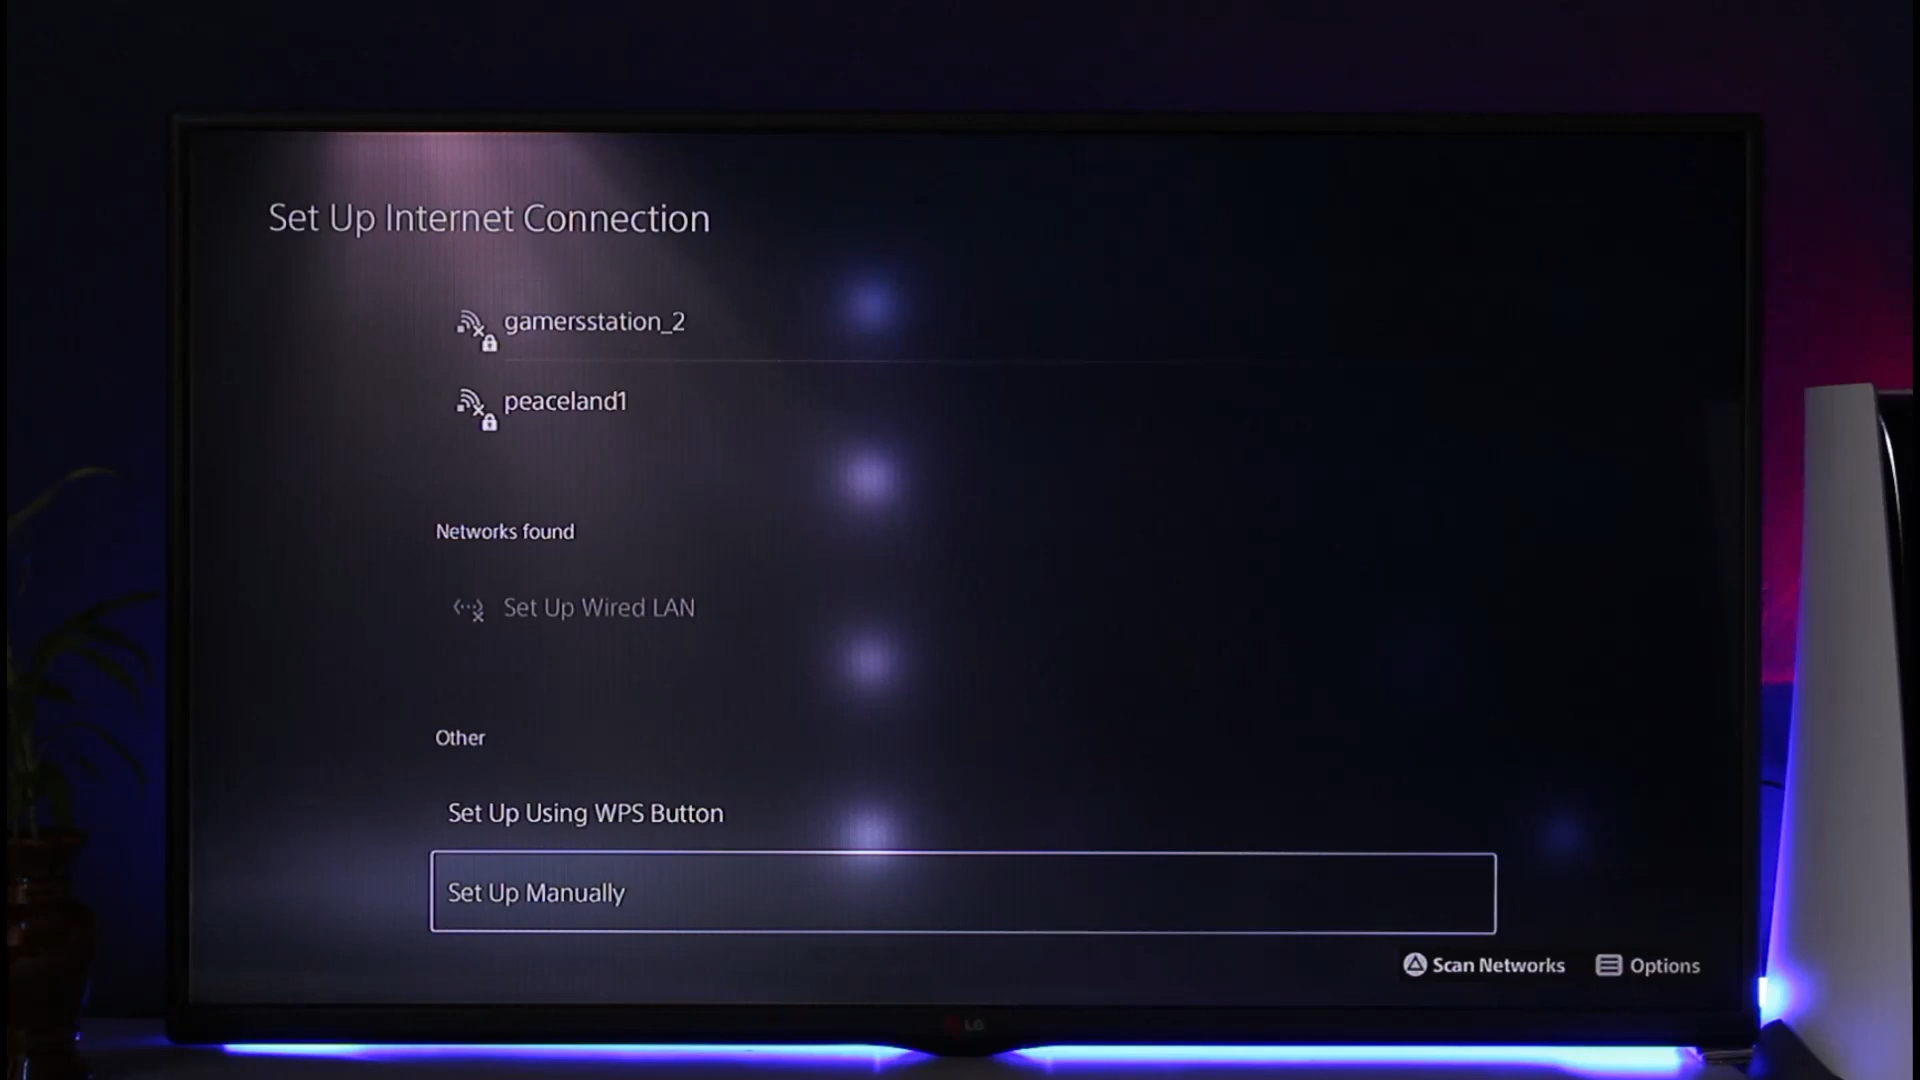 Set Up Internet Connection
gamersstation_2
peaceland1
Networks found
Set Up Wired LAN
Other
Set Up Using WPS Button
Set Up Manually
Scan Networks
Options
LG